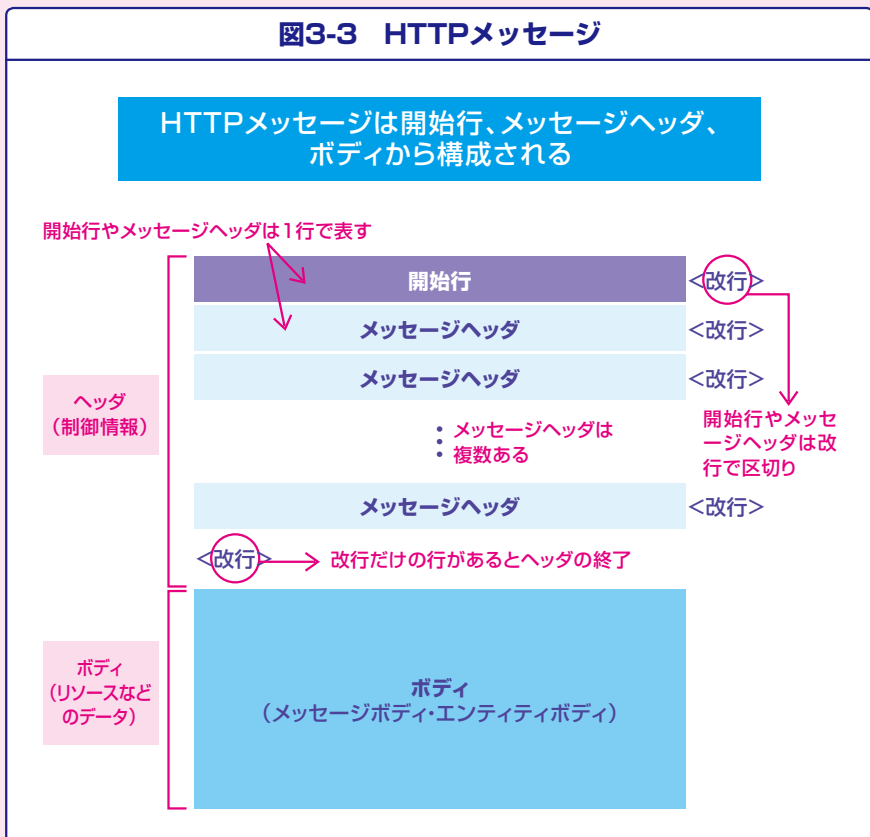 図3-3 HTTPメッセージ
HTTPメッセージは開始行、メッセージヘッダ、
ボディから構成される
開始行やメッセージヘッダは1行で表す
開始行
<改行>
メッセージヘッダ
<改行>
メッセージヘッダ
<改行>
ヘッダ
(制御情報)
メッセージヘッダは
複数ある
開始行やメッセ
ージヘッダは改
行で区切り
メッセージヘッダ
<改行>
<改行>
改行だけの行があるとヘッダの終了
ボディ
(リソースなど
のデータ)
ボディ
(メッセージボディ・エンティティボディ)